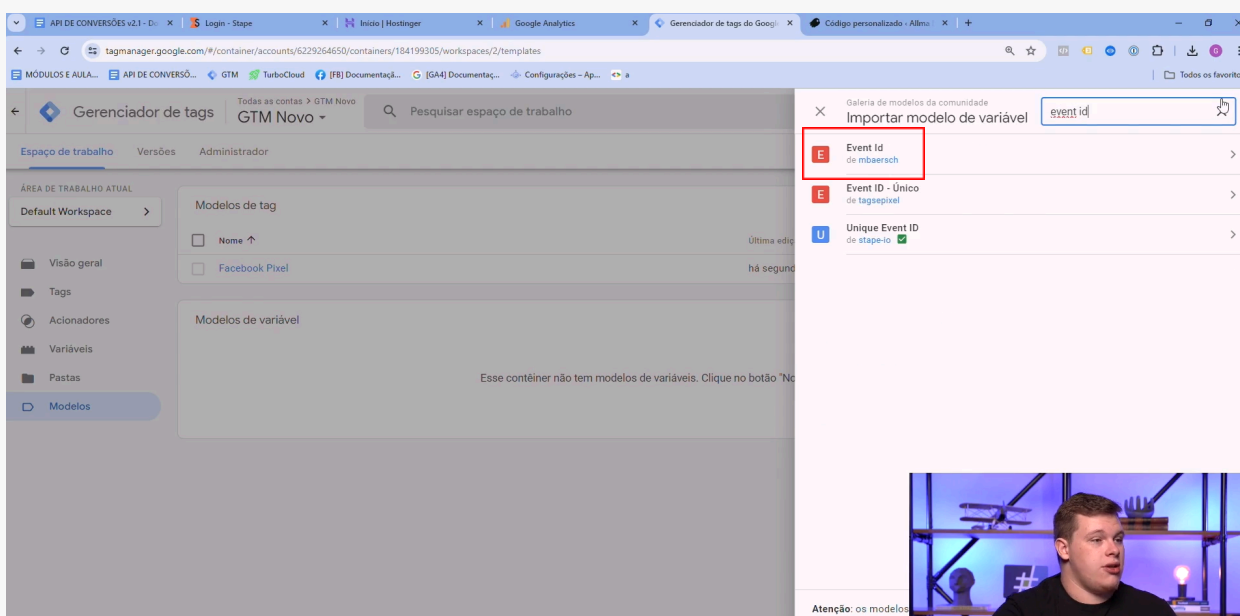 API DE CONVERSÕES v2.1 - Do
Login - Stape
Início | Hostinger
Google Analytics
Gerenciador de tags do Googl
Código personalizado ‹ Allma
tagmanager.google.com/#/container/accounts/6229264650/containers/184199305/workspaces/2/templates
MÓDULOS E AULA...
API DE CONVERSÕ...
GTM
TurboCloud
[FB] Documentaçã...
[GA4] Documentaç...
Configurações – Ap...
a
Todos os favorito
Gerenciador de tags
Todas as contas > GTM Novo
GTM Novo
Pesquisar espaço de trabalho
Espaço de trabalho
Versões
Administrador
ÁREA DE TRABALHO ATUAL
Default Workspace
Visão geral
Tags
Acionadores
Variáveis
Pastas
Modelos
Modelos de tag
Nome
Última ediç
Facebook Pixel
há segund
Modelos de variável
Esse contêiner não tem modelos de variáveis. Clique no botão "No
Galeria de modelos da comunidade
Importar modelo de variável
event id
E
Event Id
de mbaersch
E
Event ID - Único
de tagsepixel
U
Unique Event ID
de stape-io
Atenção: os modelos